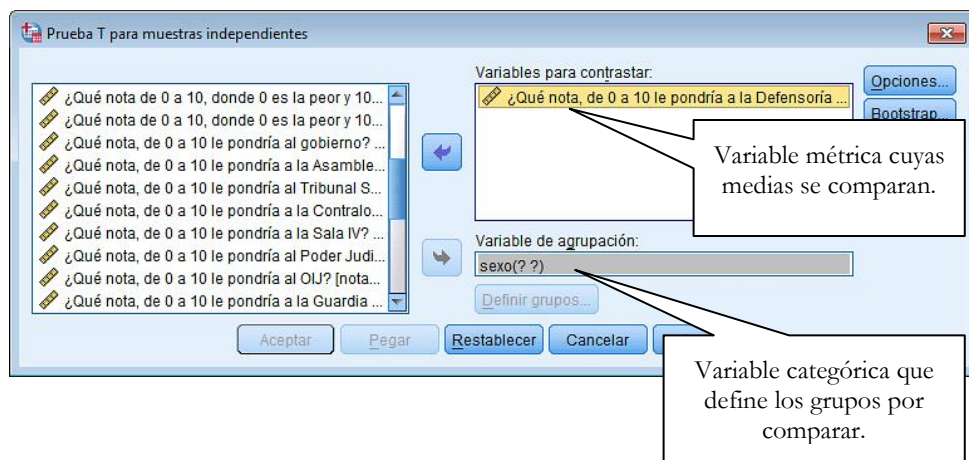 Prueba T para muestras independientes
¿Qué nota de 0 a 10, donde 0 es la peor y 10...
¿Qué nota de 0 a 10, donde 0 es la peor y 10...
¿Qué nota, de 0 a 10 le pondría al gobierno? ...
¿Qué nota, de 0 a 10 le pondría a la Asamble...
¿Qué nota, de 0 a 10 le pondría al Tribunal S...
¿Qué nota, de 0 a 10 le pondría a la Contralo...
¿Qué nota, de 0 a 10 le pondría a la Sala IV? ...
¿Qué nota, de 0 a 10 le pondría al Poder Judi...
¿Qué nota, de 0 a 10 le pondría al OIJ? [nota...
¿Qué nota, de 0 a 10 le pondría a la Guardia ...
Variables para contrastar:
¿Qué nota, de 0 a 10 le pondría a la Defensoría ...
Opciones...
Bootstrap...
Variable métrica cuyas
medias se comparan.
Variable de agrupación:
sexo(? ?)
Definir grupos...
Aceptar
Pegar
Restablecer
Cancelar
Variable categórica que
define los grupos por
comparar.